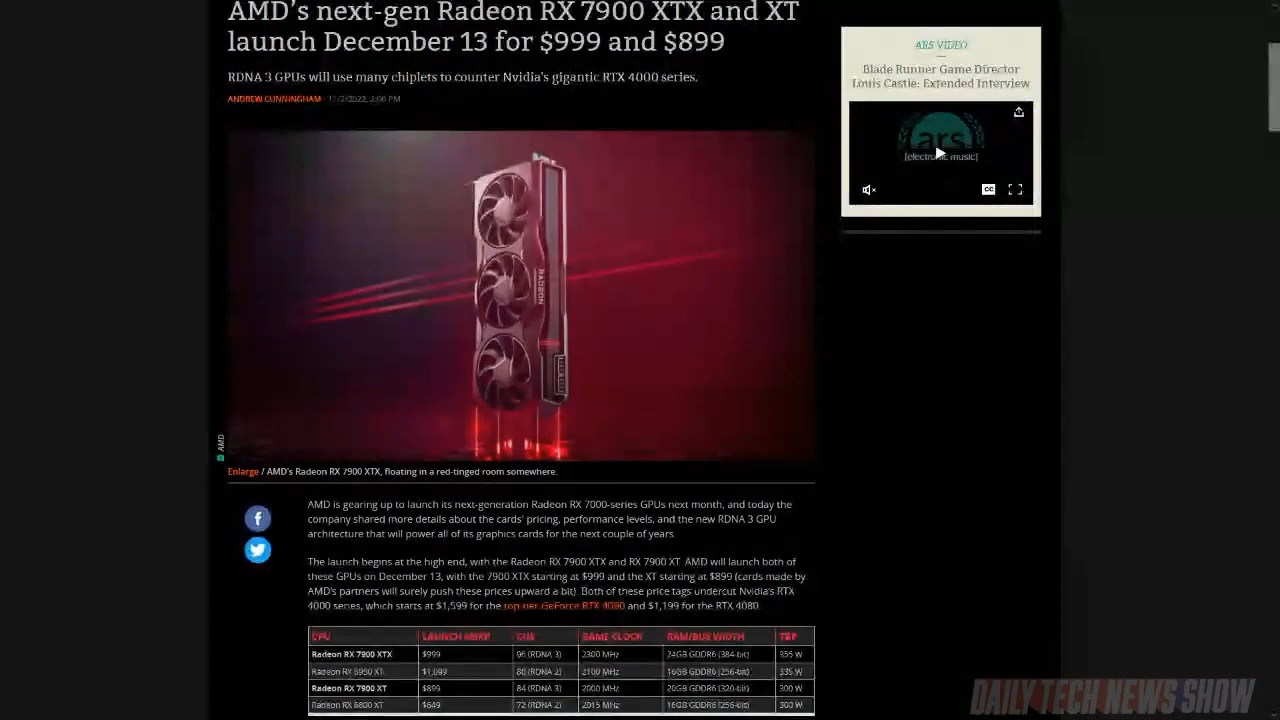 AMD's next-gen Radeon RX 7900 XTX and XT
launch December 13 for $999 and $899
RDNA 3 GPUs will use many chiplets to counter Nvidia's gigantic RTX 4000 series.
ANDREW CUNNINGHAM - 11/3/2022, 2:00 PM
ARS VIDEO
Blade Runner Game Director
Louis Castle: Extended Interview
ars
[electronic music]
CC
RADEON
AMD
Enlarge / AMD's Radeon RX 7900 XTX, floating in a red-tinged room somewhere.
AMD is gearing up to launch its next-generation Radeon RX 7000-series GPUs next month, and today the
company shared more details about the cards' pricing, performance levels, and the new RDNA 3 GPU
architecture that will power all of its graphics cards for the next couple of years.
The launch begins at the high end, with the Radeon RX 7900 XTX and RX 7900 XT. AMD will launch both of
these GPUs on December 13, with the 7900 XTX starting at $999 and the XT starting at $899 (cards made by
AMD's partners will surely push these prices upward a bit). Both of these price tags undercut Nvidia's RTX
4000 series, which starts at $1,599 for the top-tier GeForce RTX 4090 and $1,199 for the RTX 4080.
GPU LAUNCH MSRP CUs GAME CLOCK RAM/BUS WIDTH TBP
Radeon RX 7900 XTX $999 96 (RDNA 3) 2300 MHz 24GB GDDR6 (384-bit) 355 W
Radeon RX 6950 XT $1,099 80 (RDNA 2) 2100 MHz 16GB GDDR6 (256-bit) 335 W
Radeon RX 7900 XT $899 84 (RDNA 3) 2000 MHz 20GB GDDR6 (320-bit) 300 W
Radeon RX 6800 XT $649 72 (RDNA 2) 2015 MHz 16GB GDDR6 (256-bit) 300 W
DAILY TECH NEWS SHOW